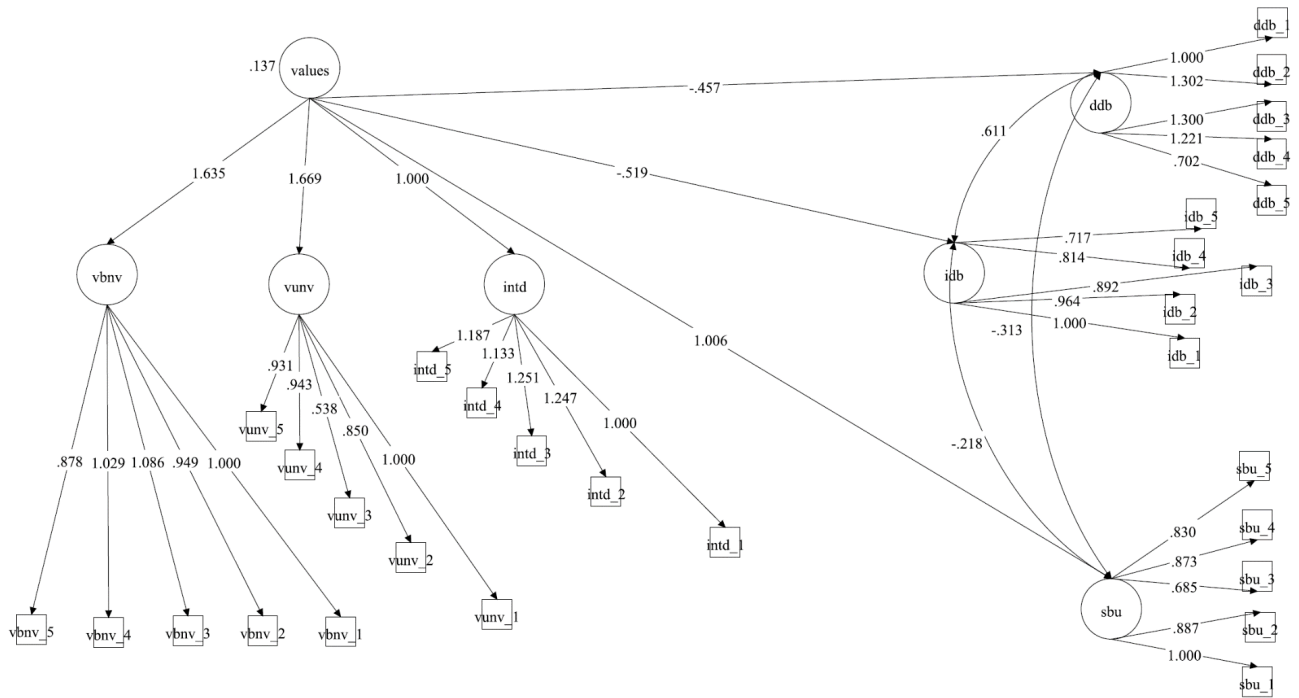 ddb_1
1.000
ddb_2
.137
values
1.302
-.457
ddb
1.300
ddb_3
.611
1.221
ddb_4
.702
1.635
1.669
1.000
-.519
ddb_5
idb_5
.717
idb_4
.814
vbnv
vunv
intd
idb
.892
idb_3
.964
idb_2
1.000
-.313
1.006
idb_1
1.187
1.133
intd_5
.931
.943
1.251
1.247
intd_4
.538
.850
1.000
vunv_5
-.218
intd_3
.878
1.029
1.086
.949
1.000
1.000
vunv_4
sbu_5
intd_2
vunv_3
.830
sbu_4
intd_1
vunv_2
.873
sbu_3
.685
vunv_1
sbu
.887
sbu_2
vbnv_5
vbnv_4
vbnv_3
vbnv_2
vbnv_1
1.000
sbu_1